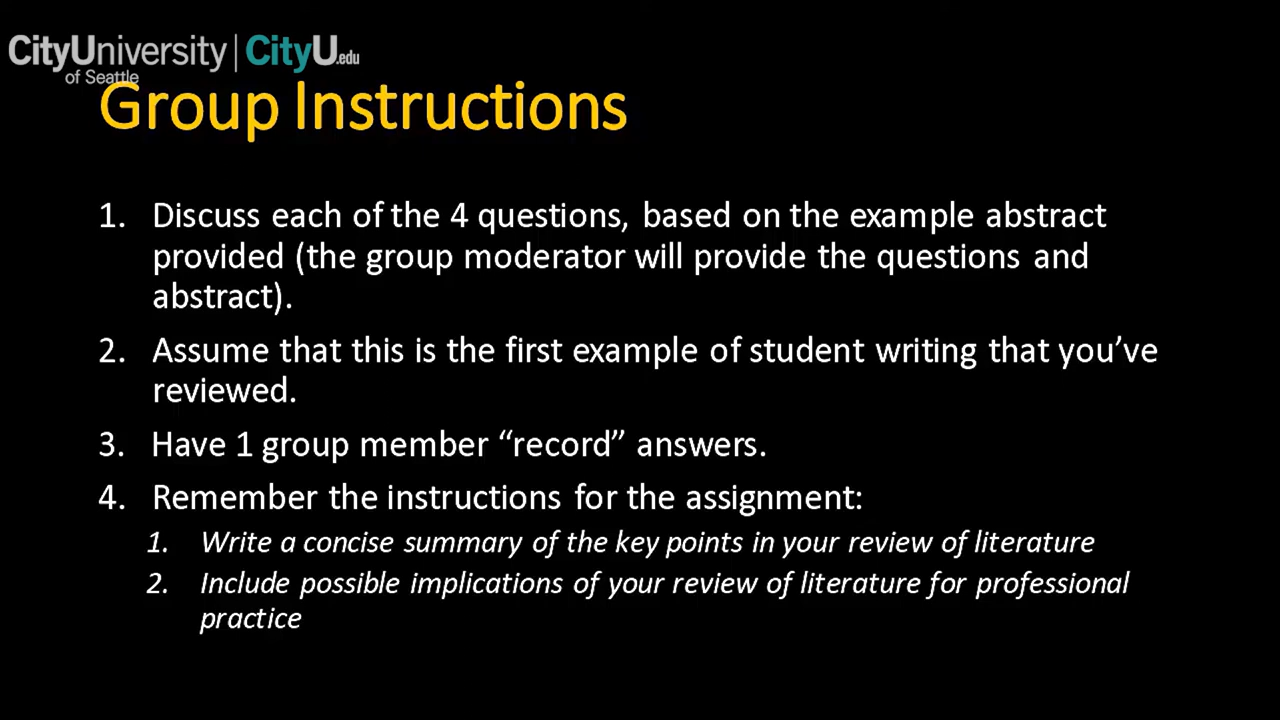 CityUniversity | CityU.edu
of Seattle
Group Instructions
1. Discuss each of the 4 questions, based on the example abstract
provided (the group moderator will provide the questions and
abstract).
2. Assume that this is the first example of student writing that you’ve
reviewed.
3. Have 1 group member “record” answers.
4. Remember the instructions for the assignment:
1. Write a concise summary of the key points in your review of literature
2. Include possible implications of your review of literature for professional
practice